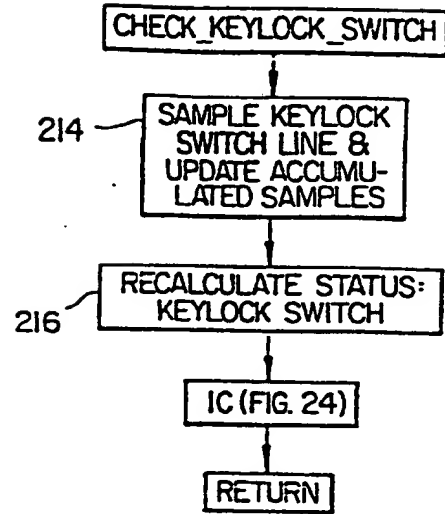 CHECK_KEYLOCK_SWITCH
214
SAMPLE KEYLOCK
SWITCH LINE &
UPDATE ACCUMU-
LATED SAMPLES
216
RECALCULATE STATUS:
KEYLOCK SWITCH
IC (FIG. 24)
RETURN